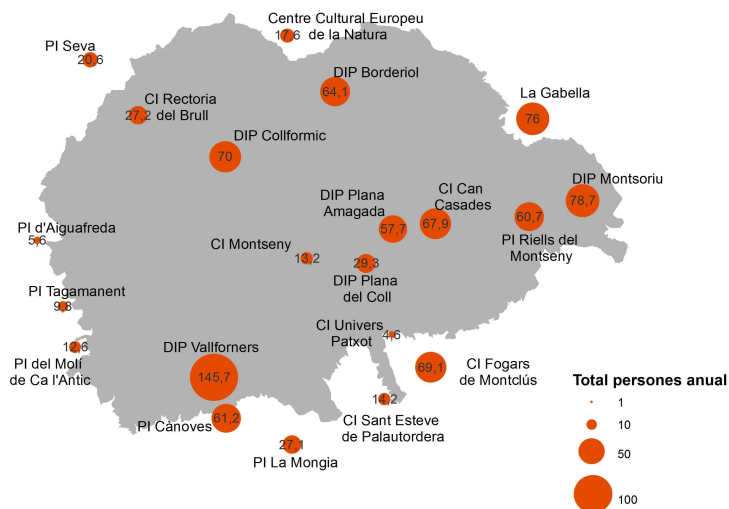 Centre Cultural Europeu
de la Natura
17,6
PI Seva
20,6
DIP Borderiol
64,1
CI Rectoria
del Brull
27,2
La Gabella
76
DIP Collformic
70
DIP Montsoriu
78,7
DIP Plana
Amagada
57,7
CI Can
Casades
67,9
60,7
PI Riells del
Montseny
PI d'Aiguafreda
5,6
CI Montseny
13,2
29,3
DIP Plana
del Coll
PI Tagamanent
9,8
CI Univers
Patxot
4,6
12,6
PI del Molí
de Ca l'Antic
DIP Vallforners
145,7
69,1
CI Fogars
de Montclús
14,2
CI Sant Esteve
de Palautordera
PI Cànoves
61,2
27,1
PI La Mongia
Total persones anual
1
10
50
100